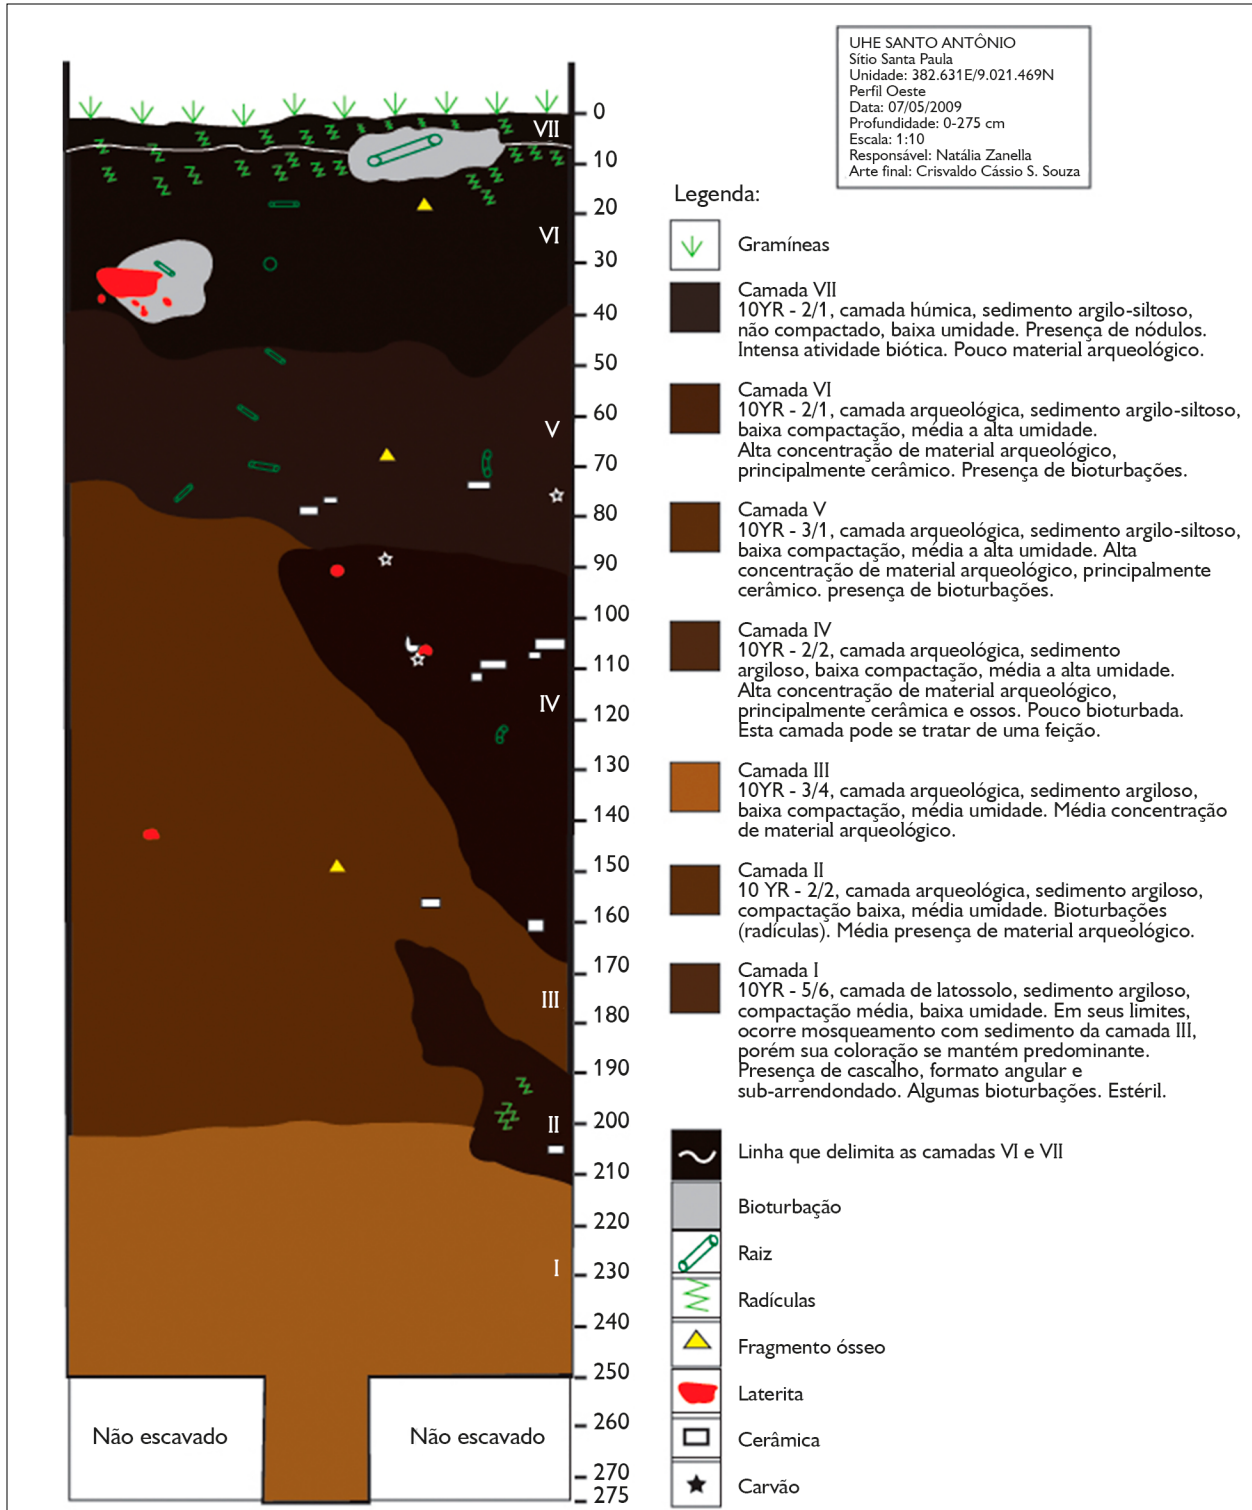 UHE SANTO ANTÔNIO
Sítio Santa Paula
Unidade: 382.631E/9.021.469N
Perfil Oeste
Data: 07/05/2009
Profundidade: 0-275 cm
Escala: 1:10
Responsável: Natália Zanella
Arte final: Crisvaldo Cássio S. Souza
0
VII
10
20
VI
30
40
50
60
V
70
80
90
100
110
IV
120
130
140
150
160
170
III
180
190
200
II
210
220
I
230
240
250
260
270
275
Não escavado
Não escavado
Legenda:
Gramíneas
Camada VII
10YR - 2/1, camada húmica, sedimento argilo-siltoso,
não compactado, baixa umidade. Presença de nódulos.
Intensa atividade biótica. Pouco material arqueológico.
Camada VI
10YR - 2/1, camada arqueológica, sedimento argilo-siltoso,
baixa compactação, média a alta umidade.
Alta concentração de material arqueológico,
principalmente cerâmico. Presença de bioturbações.
Camada V
10YR - 3/1, camada arqueológica, sedimento argilo-siltoso,
baixa compactação, média a alta umidade. Alta
concentração de material arqueológico, principalmente
cerâmico. presença de bioturbações.
Camada IV
10YR - 2/2, camada arqueológica, sedimento
argiloso, baixa compactação, média a alta umidade.
Alta concentração de material arqueológico,
principalmente cerâmica e ossos. Pouco bioturbada.
Esta camada pode se tratar de uma feição.
Camada III
10YR - 3/4, camada arqueológica, sedimento argiloso,
baixa compactação, média umidade. Média concentração
de material arqueológico.
Camada II
10 YR - 2/2, camada arqueológica, sedimento argiloso,
compactação baixa, média umidade. Bioturbações
(radículas). Média presença de material arqueológico.
Camada I
10YR - 5/6, camada de latossolo, sedimento argiloso,
compactação média, baixa umidade. Em seus limites,
ocorre mosqueamento com sedimento da camada III,
porém sua coloração se mantém predominante.
Presença de cascalho, formato angular e
sub-arrendondado. Algumas bioturbações. Estéril.
Linha que delimita as camadas VI e VII
Bioturbação
Raiz
Radículas
Fragmento ósseo
Laterita
Cerâmica
Carvão